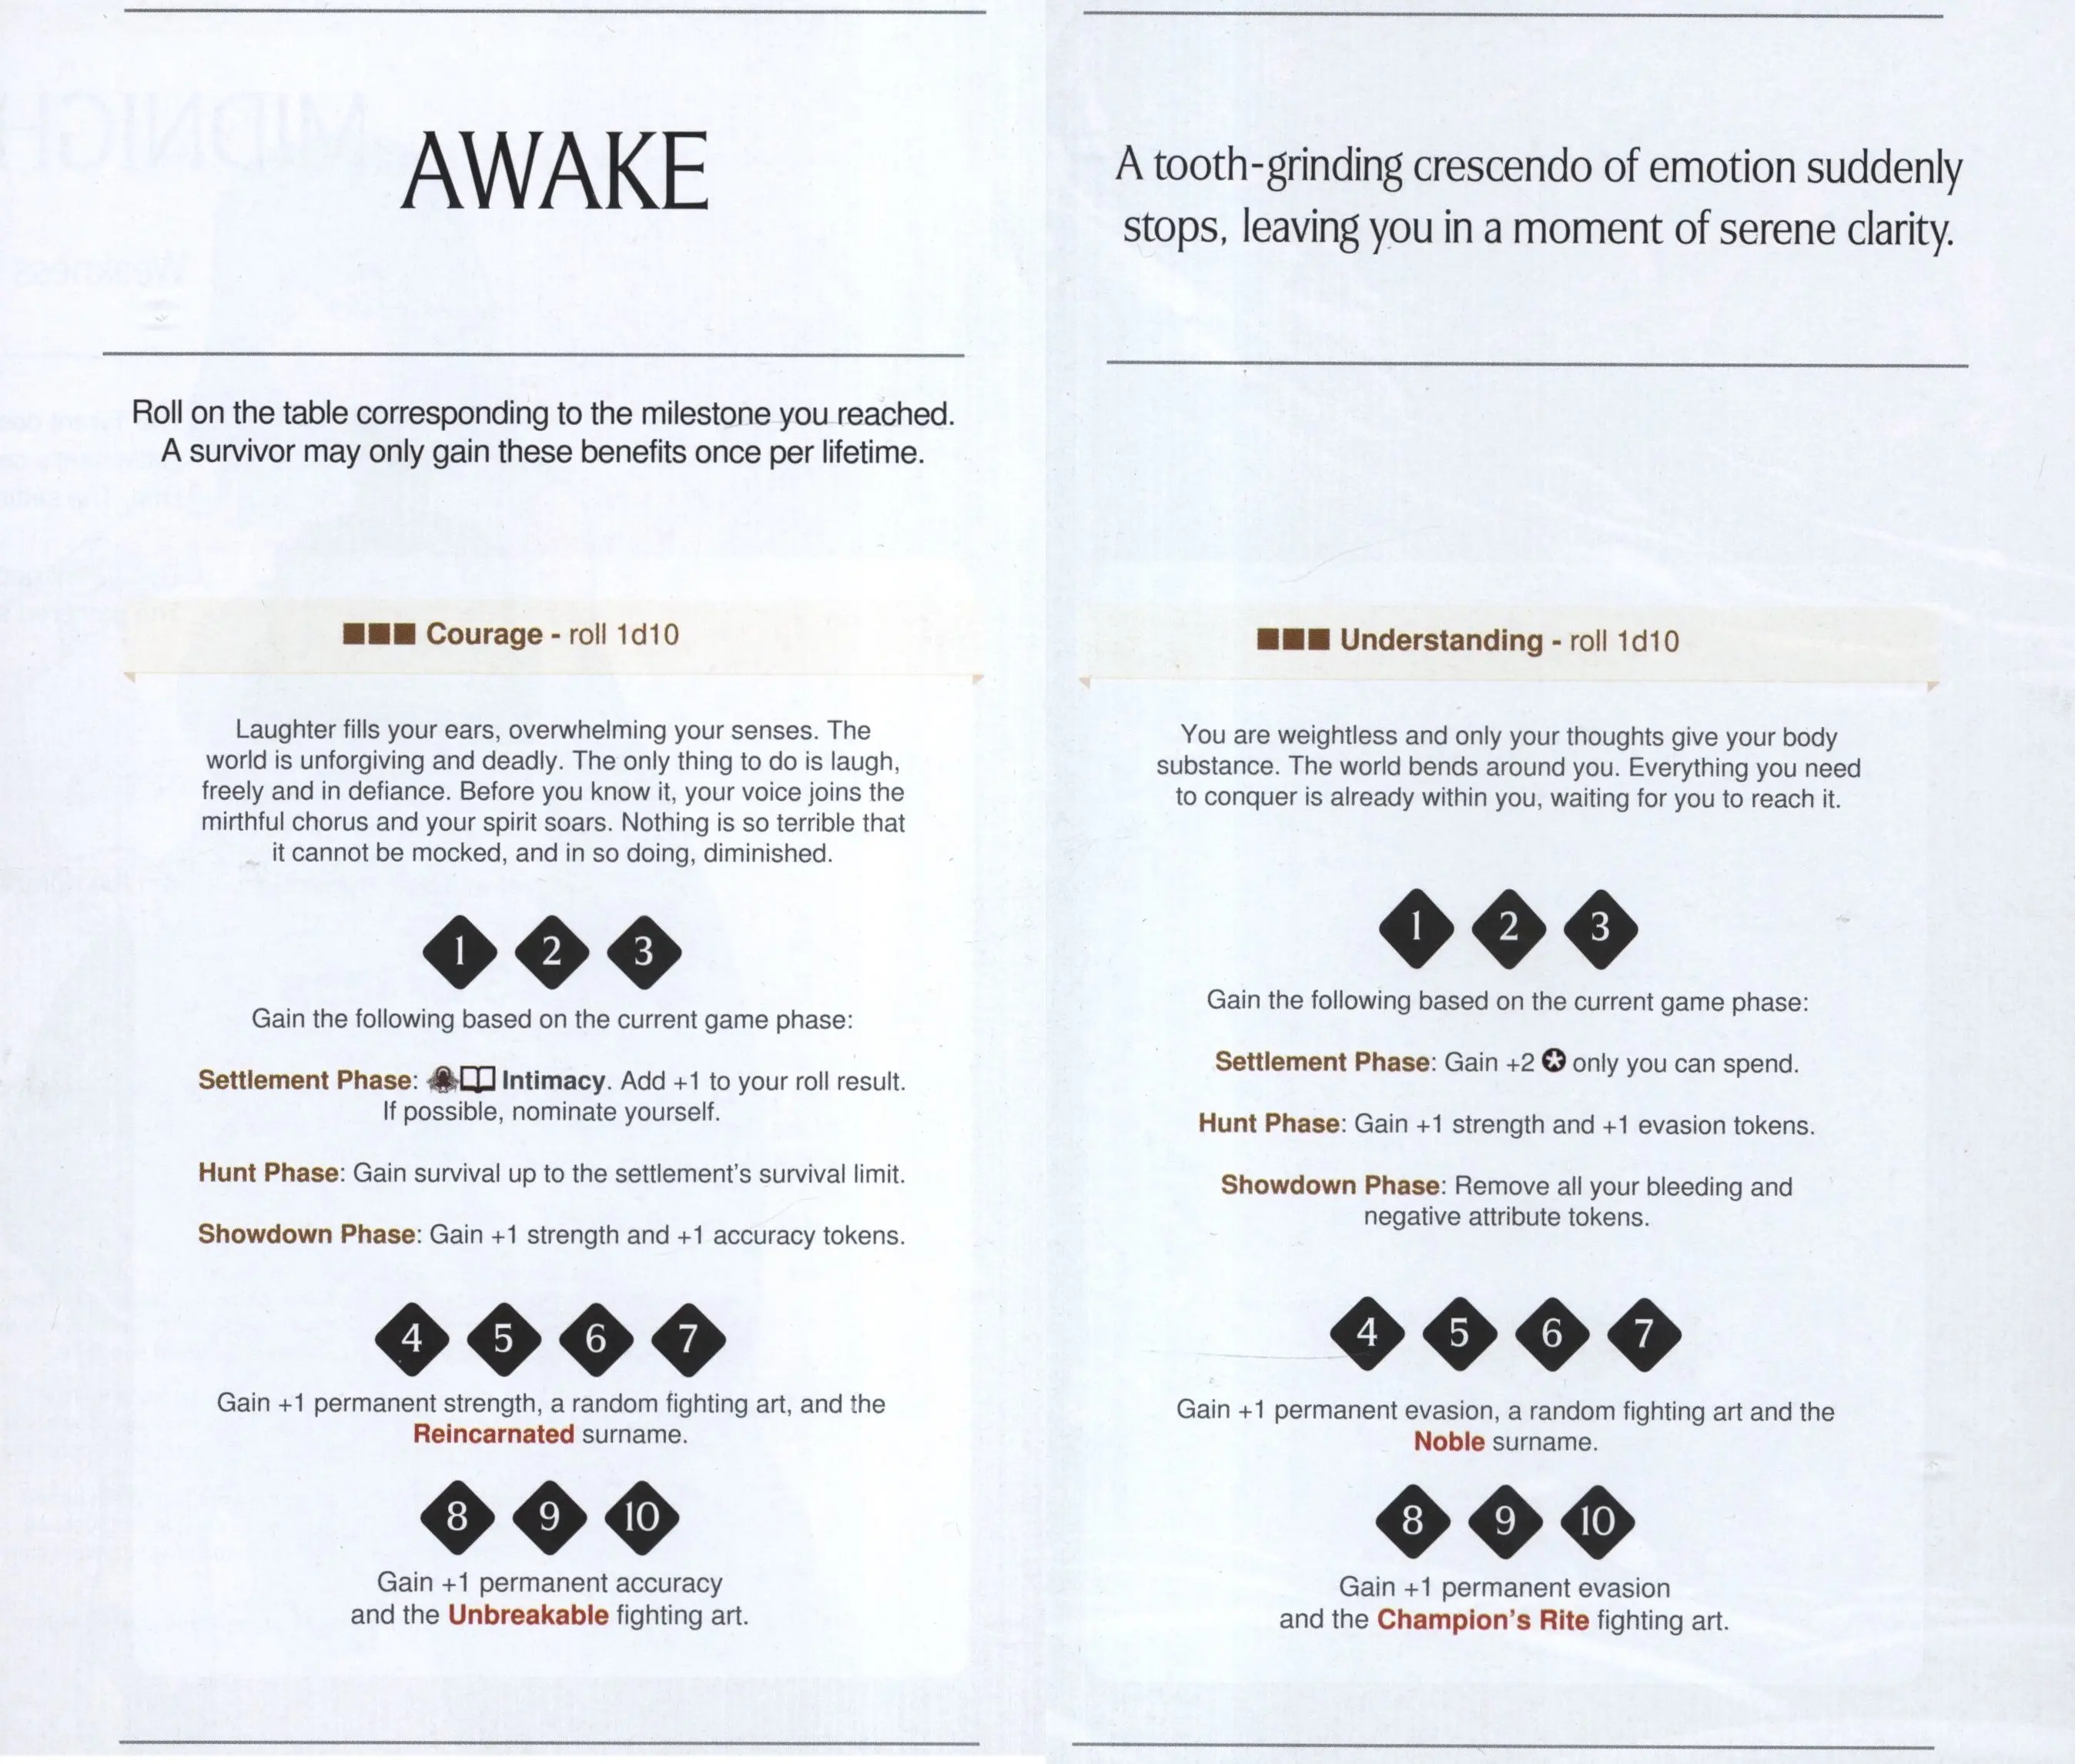 AWAKE
Roll on the table corresponding to the milestone you reached.
A survivor may only gain these benefits once per lifetime.
Courage - roll 1d10
Laughter fills your ears, overwhelming your senses. The
world is unforgiving and deadly. The only thing to do is laugh,
freely and in defiance. Before you know it, your voice joins the
mirthful chorus and your spirit soars. Nothing is so terrible that
it cannot be mocked, and in so doing, diminished.
1 2 3
Gain the following based on the current game phase:
Settlement Phase: Intimacy. Add +1 to your roll result.
If possible, nominate yourself.
Hunt Phase: Gain survival up to the settlement's survival limit.
Showdown Phase: Gain +1 strength and +1 accuracy tokens.
4 5 6 7
Gain +1 permanent strength, a random fighting art, and the
Reincarnated surname.
8 9 10
Gain +1 permanent accuracy
and the Unbreakable fighting art.
A tooth-grinding crescendo of emotion suddenly
stops, leaving you in a moment of serene clarity.
Understanding - roll 1d10
You are weightless and only your thoughts give your body
substance. The world bends around you. Everything you need
to conquer is already within you, waiting for you to reach it.
1 2 3
Gain the following based on the current game phase:
Settlement Phase: Gain +2 only you can spend.
Hunt Phase: Gain +1 strength and +1 evasion tokens.
Showdown Phase: Remove all your bleeding and
negative attribute tokens.
4 5 6 7
Gain +1 permanent evasion, a random fighting art and the
Noble surname.
8 9 10
Gain +1 permanent evasion
and the Champion's Rite fighting art.